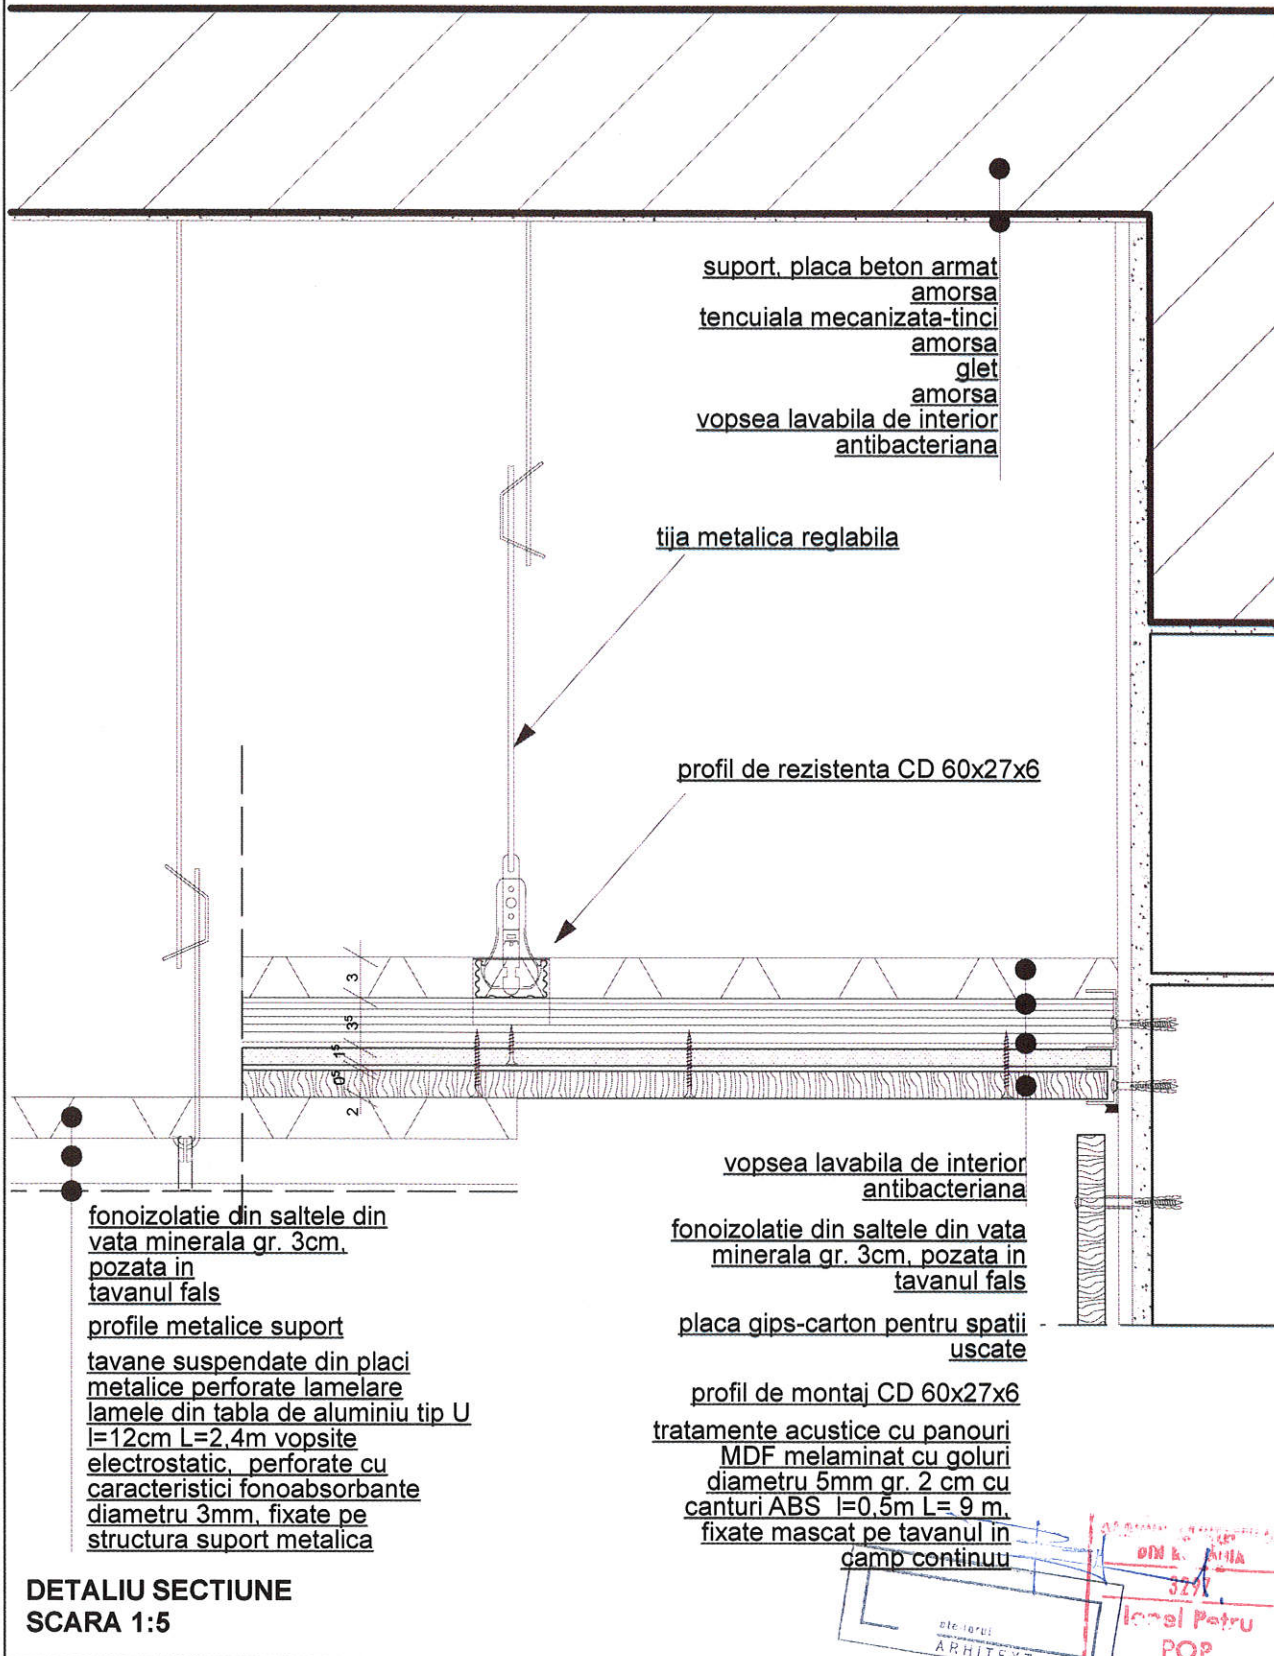 suport, placa beton armat
amorsa
tencuiala mecanizata-tinci
amorsa
glet
amorsa
vopsea lavabila de interior
antibacteriana
tija metalica reglabila
profil de rezistenta CD 60x27x6
3
3⁵
1⁵
0⁵
2
fonoizolatie din saltele din
vata minerala gr. 3cm,
pozata in
tavanul fals
profile metalice suport
tavane suspendate din placi
metalice perforate lamelare
lamele din tabla de aluminiu tip U
l=12cm L=2,4m vopsite
electrostatic, perforate cu
caracteristici fonoabsorbante
diametru 3mm, fixate pe
structura suport metalica
vopsea lavabila de interior
antibacteriana
fonoizolatie din saltele din vata
minerala gr. 3cm, pozata in
tavanul fals
placa gips-carton pentru spatii
uscate
profil de montaj CD 60x27x6
tratamente acustice cu panouri
MDF melaminat cu goluri
diametru 5mm gr. 2 cm cu
canturi ABS l=0,5m L= 9 m,
fixate mascat pe tavanul in
camp continuu
DETALIU SECTIUNE
SCARA 1:5
DIN
3297
Ionel Petru
POP